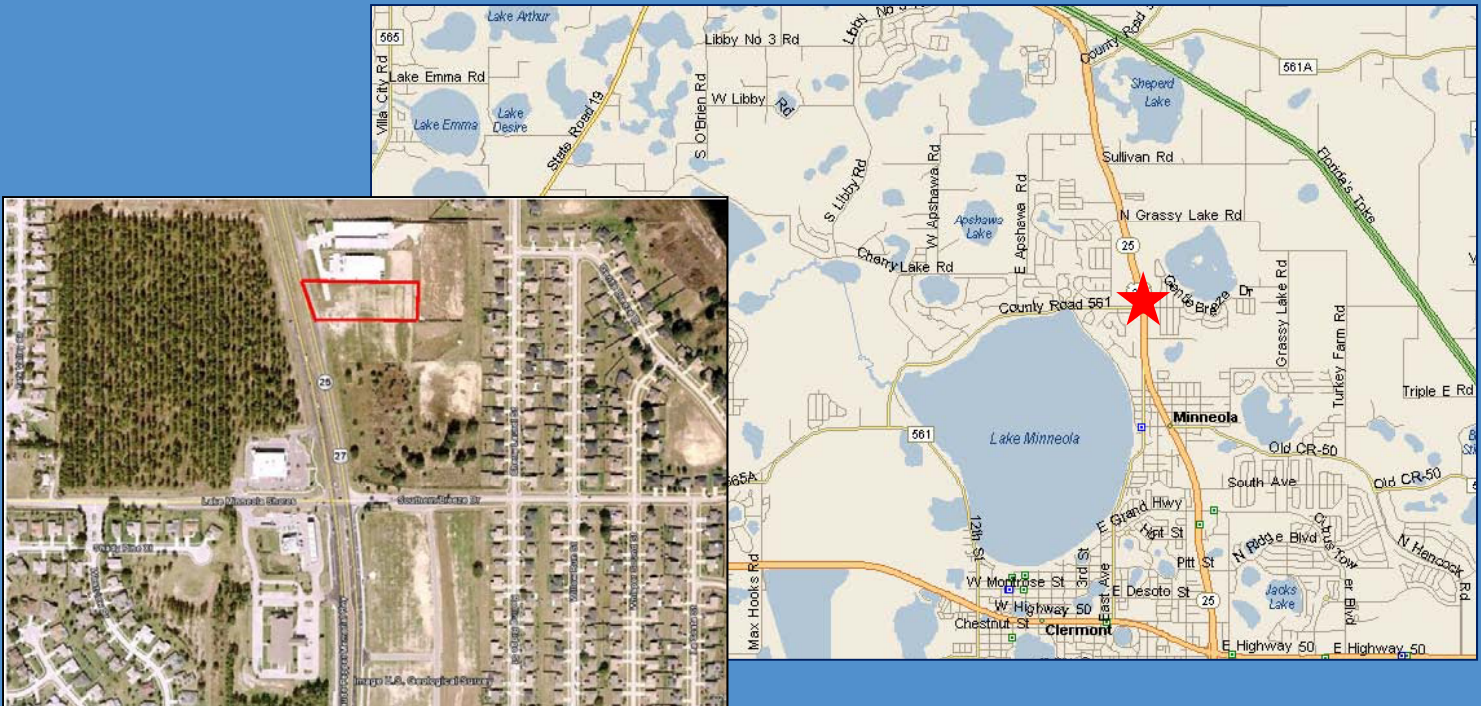 Lake Arthur
Libby No 3 Rd
565
Villa City Rd
Lake Emma Rd
Lake Emma
Lake
Desire
State Road 19
S O'Brien Rd
W Libby
Rd
561A
Sheperd
Lake
Sullivan Rd
Florida's Tpke
S Libby Rd
W Apshawa Rd
E Apshawa Rd
Apshawa
Lake
N Grassy Lake Rd
25
Cherry Lake Rd
County Road 561
Dr
Grassy Lake Rd
Turkey Farm Rd
Triple E Rd
Minneola
Lake Minneola
561
Old CR-50
Old CR-50
565A
South Ave
E Grand Hwy
12th St
3rd St
East Ave
Pitt St
N Ridge Blvd
N Hancock Rd
W Montrose St
E Desoto St
W Highway 50
Chestnut St
Clermont
25
Jacks
Lake
Max Hooks Rd
E Highway 50
E Highway 50
25
27
Lake Minneola Shores
Southern Breeze Dr
Image U.S. Geological Survey